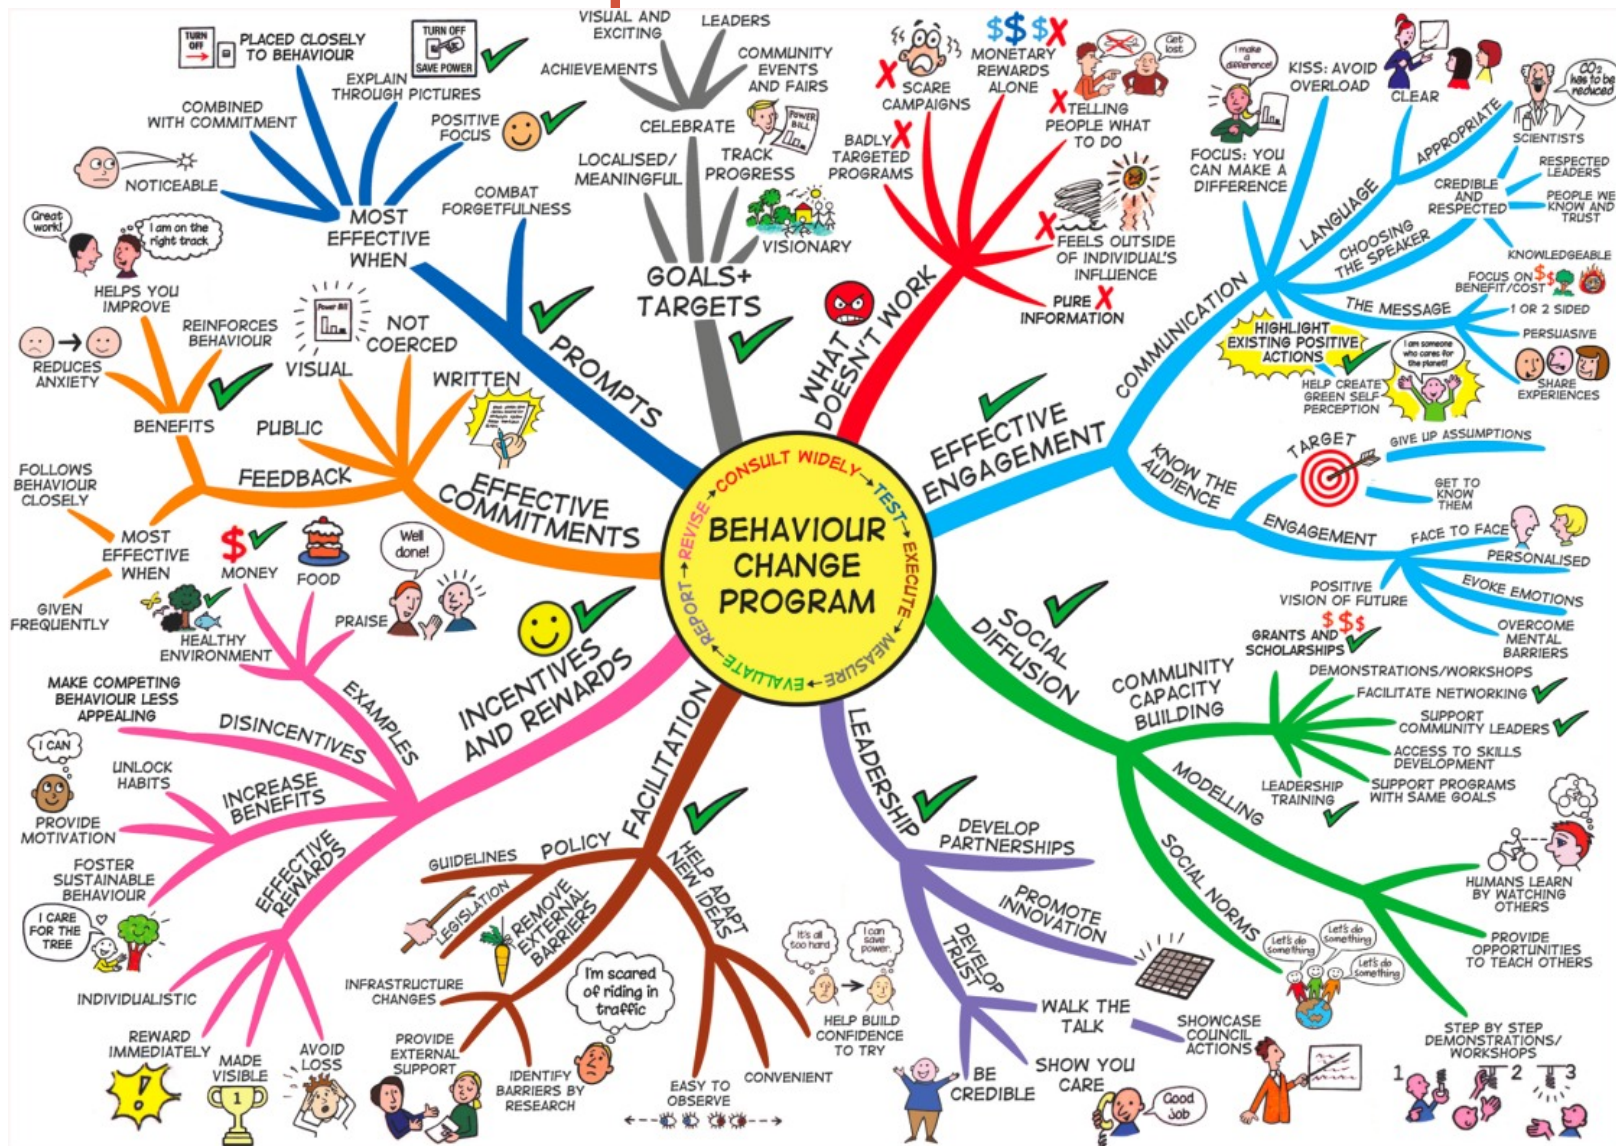 BEHAVIOUR
CHANGE
PROGRAM
CONSULT WIDELY
TEST
EXECUTE
MEASURE
EVALUATE
REPORT
REVISE
PROMPTS
COMBAT
FORGETFULNESS
MOST
EFFECTIVE
WHEN
NOTICEABLE
COMBINED
WITH COMMITMENT
TURN
OFF
PLACED CLOSELY
TO BEHAVIOUR
EXPLAIN
THROUGH PICTURES
TURN OFF
SAVE POWER
POSITIVE
FOCUS
GOALS+
TARGETS
LOCALISED/
MEANINGFUL
CELEBRATE
ACHIEVEMENTS
VISUAL AND
EXCITING
LEADERS
COMMUNITY
EVENTS
AND FAIRS
TRACK
PROGRESS
POWER
BILL
VISIONARY
WHAT
DOESN'T WORK
BADLY
TARGETED
PROGRAMS
SCARE
CAMPAIGNS
$$$
MONETARY
REWARDS
ALONE
Get
lost
TELLING
PEOPLE WHAT
TO DO
FEELS OUTSIDE
OF INDIVIDUAL'S
INFLUENCE
PURE
INFORMATION
EFFECTIVE
ENGAGEMENT
COMMUNICATION
I make
a
difference!
FOCUS: YOU
CAN MAKE A
DIFFERENCE
KISS: AVOID
OVERLOAD
LANGUAGE
CLEAR
APPROPRIATE
CO2
has to be
reduced
SCIENTISTS
CHOOSING
THE SPEAKER
CREDIBLE
AND
RESPECTED
RESPECTED
LEADERS
PEOPLE WE
KNOW AND
TRUST
KNOWLEDGEABLE
THE MESSAGE
FOCUS ON
BENEFIT/COST
$$
1 OR 2 SIDED
PERSUASIVE
SHARE
EXPERIENCES
HIGHLIGHT
EXISTING POSITIVE
ACTIONS
HELP CREATE
GREEN SELF
PERCEPTION
I am someone
who cares for
the planet!
KNOW THE
AUDIENCE
TARGET
GIVE UP ASSUMPTIONS
GET TO
KNOW
THEM
ENGAGEMENT
FACE TO FACE
PERSONALISED
EVOKE EMOTIONS
OVERCOME
MENTAL
BARRIERS
POSITIVE
VISION OF FUTURE
SOCIAL
DIFFUSION
COMMUNITY
CAPACITY
BUILDING
$$$
GRANTS AND
SCHOLARSHIPS
DEMONSTRATIONS/WORKSHOPS
FACILITATE NETWORKING
SUPPORT
COMMUNITY LEADERS
ACCESS TO SKILLS
DEVELOPMENT
SUPPORT PROGRAMS
WITH SAME GOALS
LEADERSHIP
TRAINING
MODELLING
HUMANS LEARN
BY WATCHING
OTHERS
PROVIDE
OPPORTUNITIES
TO TEACH OTHERS
STEP BY STEP
DEMONSTRATIONS/
WORKSHOPS
1
2
3
SOCIAL NORMS
Let's do
something
Let's do
something
Let's do
something
LEADERSHIP
DEVELOP
PARTNERSHIPS
PROMOTE
INNOVATION
DEVELOP
TRUST
WALK THE
TALK
SHOWCASE
COUNCIL
ACTIONS
SHOW YOU
CARE
Good
job
BE
CREDIBLE
FACILITATION
POLICY
GUIDELINES
LEGISLATION
REMOVE
EXTERNAL
BARRIERS
INFRASTRUCTURE
CHANGES
PROVIDE
EXTERNAL
SUPPORT
IDENTIFY
BARRIERS BY
RESEARCH
I'm scared
of riding in
traffic
HELP ADAPT
NEW IDEAS
EASY TO
OBSERVE
CONVENIENT
HELP BUILD
CONFIDENCE
TO TRY
It's all
too hard
I can
save
power.
INCENTIVES
AND REWARDS
EXAMPLES
HEALTHY
ENVIRONMENT
$
MONEY
FOOD
PRAISE
Well
done!
DISINCENTIVES
MAKE COMPETING
BEHAVIOUR LESS
APPEALING
INCREASE
BENEFITS
UNLOCK
HABITS
I CAN
PROVIDE
MOTIVATION
FOSTER
SUSTAINABLE
BEHAVIOUR
I CARE
FOR THE
TREE
EFFECTIVE
REWARDS
INDIVIDUALISTIC
REWARD
IMMEDIATELY
!
MADE
VISIBLE
1
AVOID
LOSS
EFFECTIVE
COMMITMENTS
WRITTEN
NOT
COERCED
VISUAL
Power Bill
PUBLIC
FEEDBACK
BENEFITS
REDUCES
ANXIETY
HELPS YOU
IMPROVE
Great
work!
I am on the
right track
REINFORCES
BEHAVIOUR
MOST
EFFECTIVE
WHEN
FOLLOWS
BEHAVIOUR
CLOSELY
GIVEN
FREQUENTLY